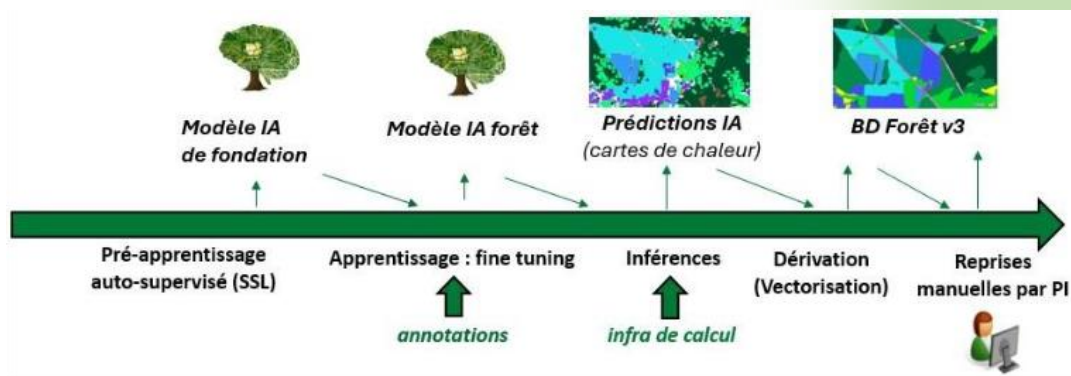 Modèle IA
de fondation
Modèle IA forêt
Prédictions IA
(cartes de chaleur)
BD Forêt v3
Pré-apprentissage
auto-supervisé (SSL)
Apprentissage : fine tuning
Inférences
Dérivation
(Vectorisation)
Reprises
manuelles par PI
annotations
infra de calcul